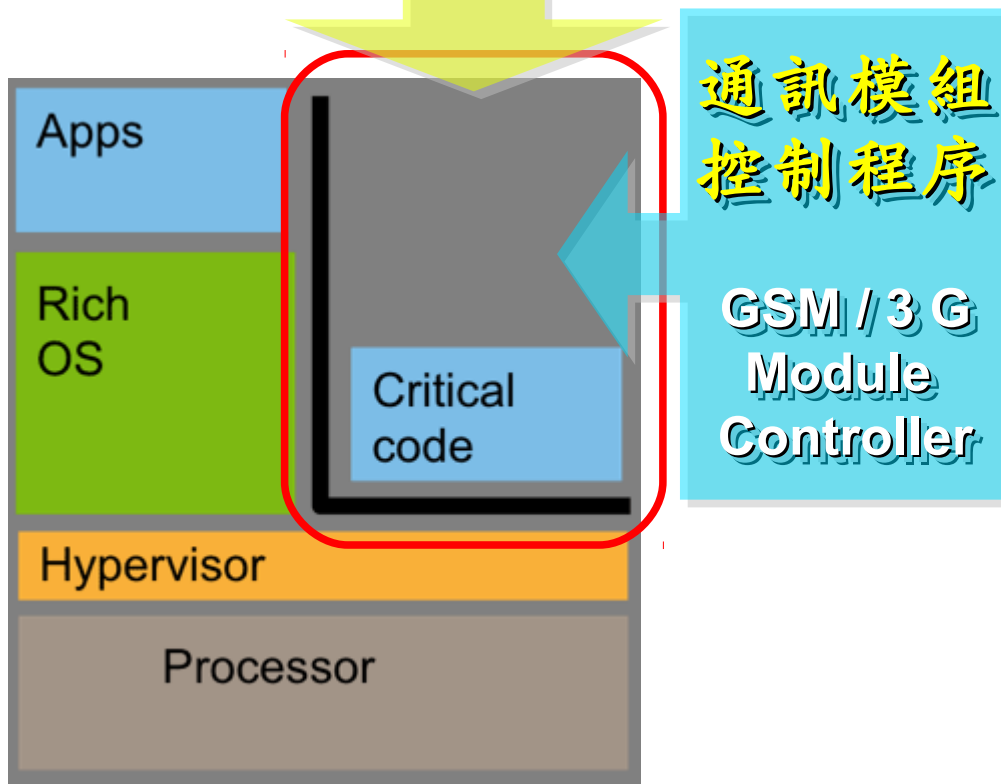 Apps
Rich
OS
Critical
code
Hypervisor
Processor
通訊模組
控制程序
GSM / 3 G
Module
Controller